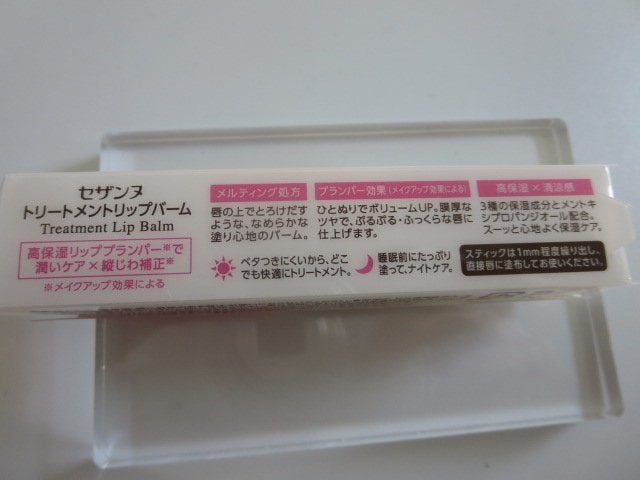 セザンヌ
トリートメントリップバーム
Treatment Lip Balm
高保湿リッププランパー※で
潤いケア×縦じわ補正※
※メイクアップ効果による
メルティング処方
唇の上でとろけだす
ような、なめらかな
塗り心地のバーム。
プランパー効果(メイクアップ効果による)
ひとぬりでボリュームUP。膜厚な
ツヤで、ぷるぷる・ふっくらな唇に
仕上げます。
高保湿×清涼感
3種の保湿成分とメントキ
シプロパンジオール配合。
スーッと心地よく保湿ケア。
ベタつきにくいから、どこ
でも快適にトリートメント。
睡眠前にたっぷり
塗って、ナイトケア。
スティックは1mm程度繰り出し、
直接唇に塗布してお使いください。